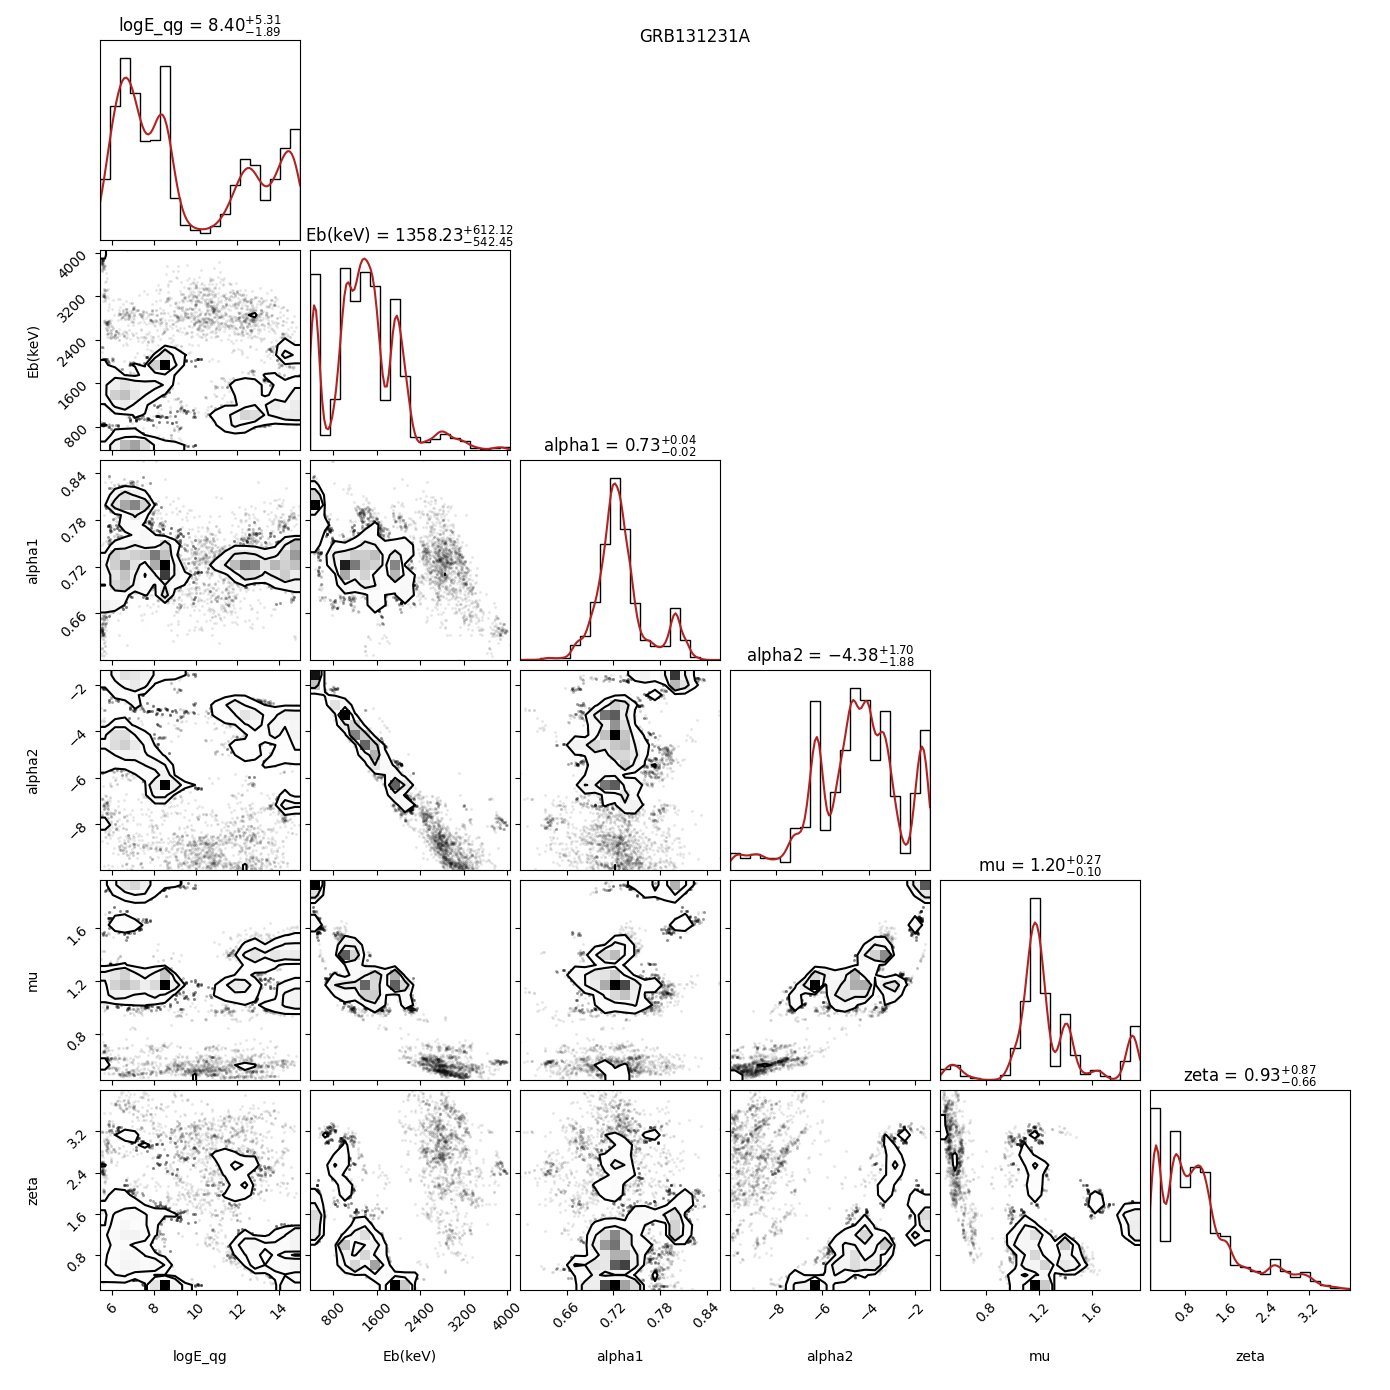 GRB131231A
logE_qg = 8.40+5.31−1.89
Eb(keV) = 1358.23+612.12−542.45
4000
3200
2400
1600
800
Eb(keV)
alpha1 = 0.73+0.04−0.02
0.84
0.78
0.72
0.66
alpha1
alpha2 = −4.38+1.70−1.88
−2
−4
−6
−8
alpha2
mu = 1.20+0.27−0.10
1.6
1.2
0.8
mu
zeta = 0.93+0.87−0.66
3.2
2.4
1.6
0.8
zeta
6 8 10 12 14 800 1600 2400 3200 4000 0.66 0.72 0.78 0.84 −8 −6 −4 −2 0.8 1.2 1.6 0.8 1.6 2.4 3.2
logE_qg Eb(keV) alpha1 alpha2 mu zeta